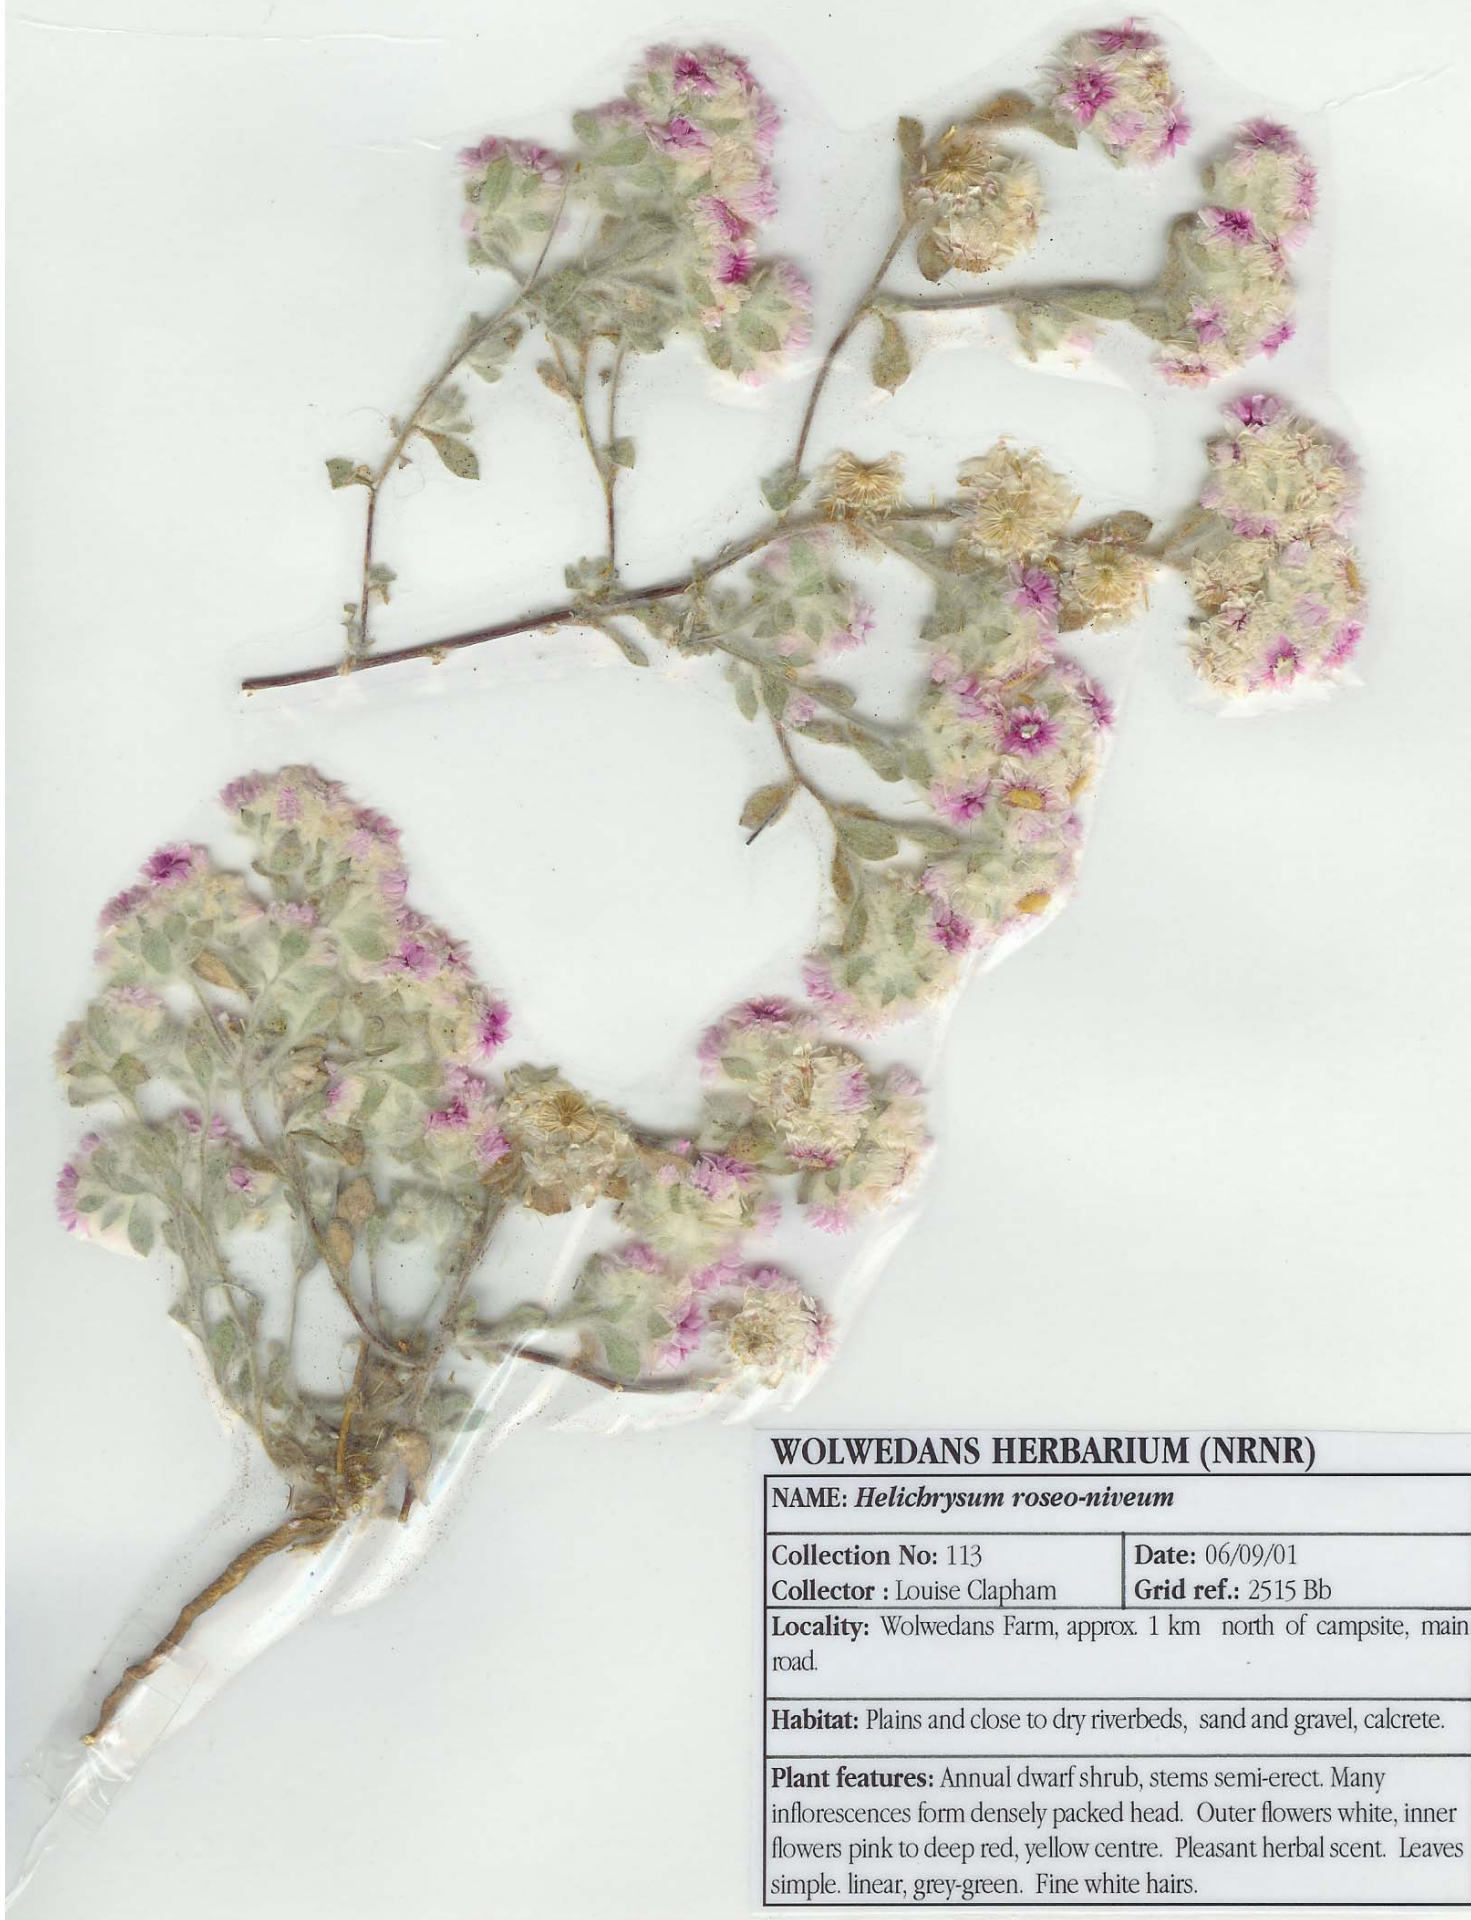 WOLWEDANS HERBARIUM (NRNR)
NAME: Helichrysum roseo-niveum
Collection No: 113
Collector : Louise Clapham
Date: 06/09/01
Grid ref.: 2515 Bb
Locality: Wolwedans Farm, approx. 1 km north of campsite, main
road.
Habitat: Plains and close to dry riverbeds, sand and gravel, calcrete.
Plant features: Annual dwarf shrub, stems semi-erect. Many
inflorescences form densely packed head. Outer flowers white, inner
flowers pink to deep red, yellow centre. Pleasant herbal scent. Leaves
simple. linear, grey-green. Fine white hairs.